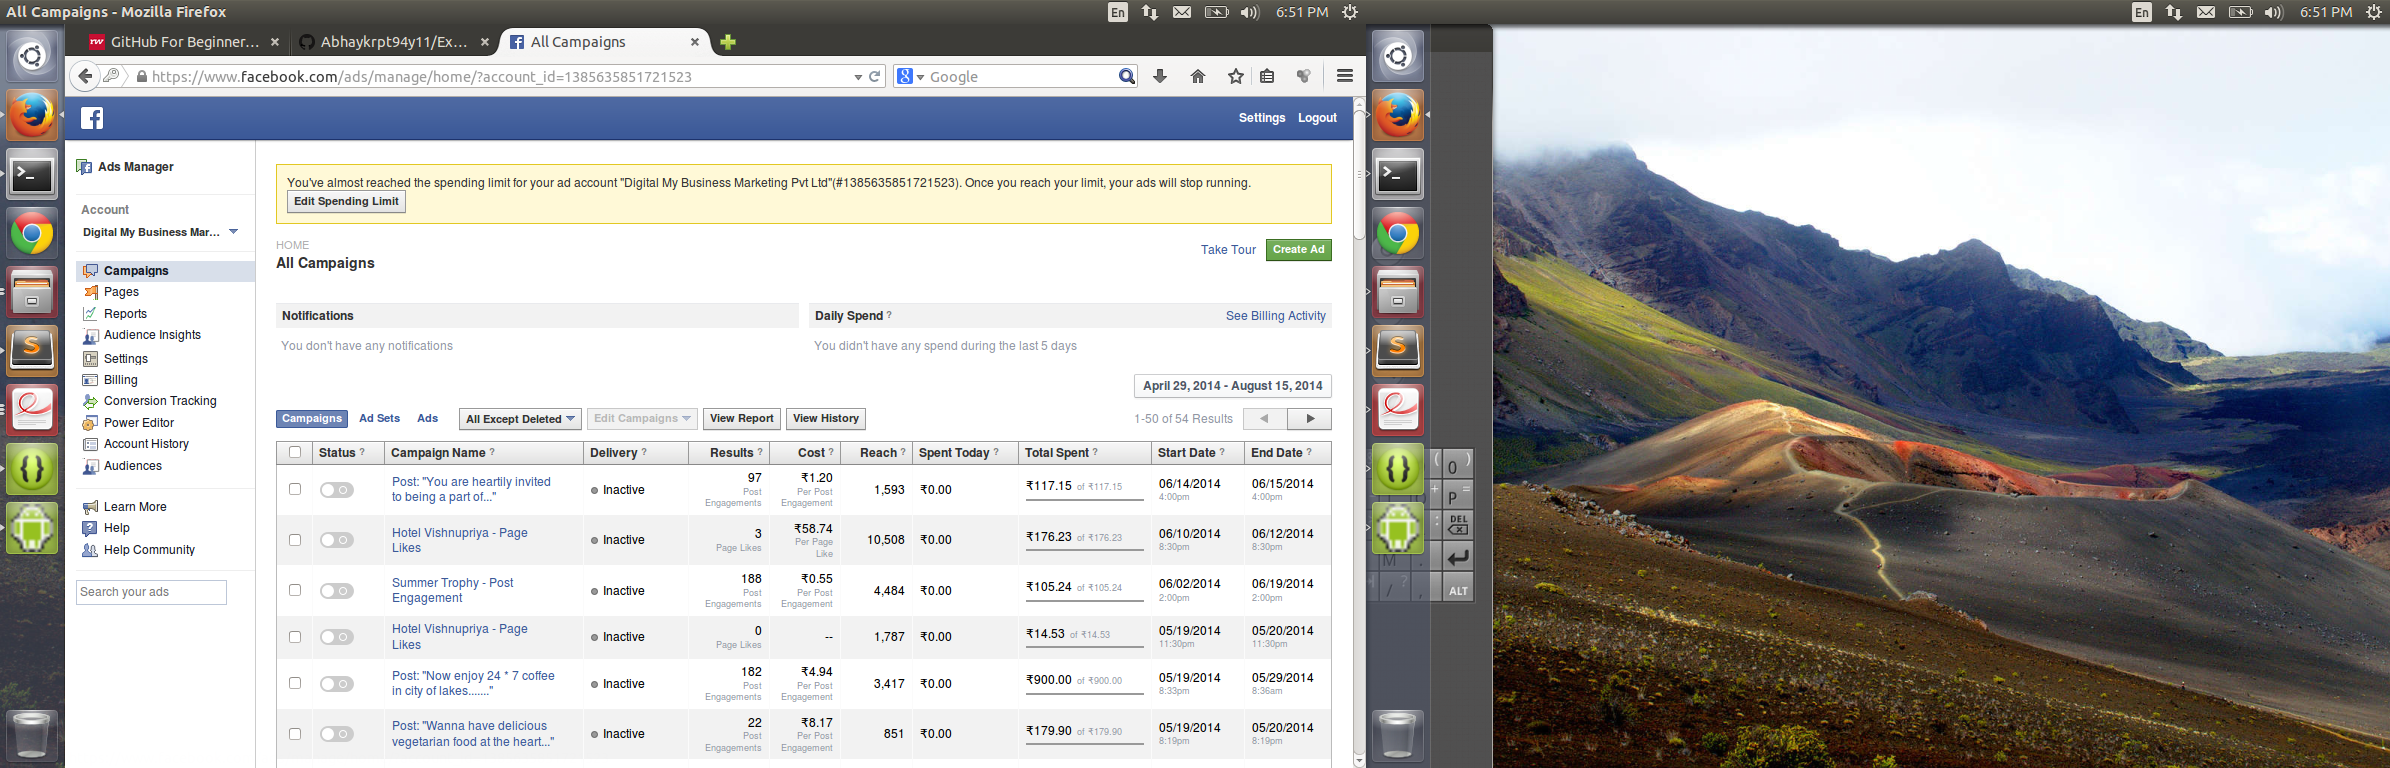 All Campaigns - Mozilla Firefox
En
6:51 PM
En
6:51 PM
GitHub For Beginner...
Abhaykrpt94y11/Ex...
All Campaigns
https://www.facebook.com/ads/manage/home/?account_id=1385635851721523
Google
Settings
Logout
Ads Manager
Account
Digital My Business Mar...
Campaigns
Pages
Reports
Audience Insights
Settings
Billing
Conversion Tracking
Power Editor
Account History
Audiences
Learn More
Help
Help Community
Search your ads
You've almost reached the spending limit for your ad account "Digital My Business Marketing Pvt Ltd"(#1385635851721523). Once you reach your limit, your ads will stop running.
Edit Spending Limit
HOME
All Campaigns
Take Tour
Create Ad
Notifications
You don't have any notifications
Daily Spend ?
See Billing Activity
You didn't have any spend during the last 5 days
April 29, 2014 - August 15, 2014
Campaigns
Ad Sets
Ads
All Except Deleted
Edit Campaigns
View Report
View History
1-50 of 54 Results
Status ? Campaign Name ? Delivery ? Results ? Cost ? Reach ? Spent Today ? Total Spent ? Start Date ? End Date ?
Post: "You are heartily invited
to being a part of..."
Inactive
97
Post
Engagements
₹1.20
Per Post
Engagement
1,593
₹0.00
₹117.15 of ₹117.15
06/14/2014
4:00pm
06/15/2014
4:00pm
Hotel Vishnupriya - Page
Likes
Inactive
3
Page Likes
₹58.74
Per Page
Like
10,508
₹0.00
₹176.23 of ₹176.23
06/10/2014
8:30pm
06/12/2014
8:30pm
Summer Trophy - Post
Engagement
Inactive
188
Post
Engagements
₹0.55
Per Post
Engagement
4,484
₹0.00
₹105.24 of ₹105.24
06/02/2014
2:00pm
06/19/2014
2:00pm
Hotel Vishnupriya - Page
Likes
Inactive
0
Page Likes
--
1,787
₹0.00
₹14.53 of ₹14.53
05/19/2014
11:30pm
05/20/2014
11:30pm
Post: "Now enjoy 24 * 7 coffee
in city of lakes......."
Inactive
182
Post
Engagements
₹4.94
Per Post
Engagement
3,417
₹0.00
₹900.00 of ₹900.00
05/19/2014
8:33pm
05/29/2014
8:36am
Post: "Wanna have delicious
vegetarian food at the heart..."
Inactive
22
Post
Engagements
₹8.17
Per Post
Engagement
851
₹0.00
₹179.90 of ₹179.90
05/19/2014
8:19pm
05/20/2014
8:19pm
( 0 )
+ P =
: DEL
M .
/ ? , ALT